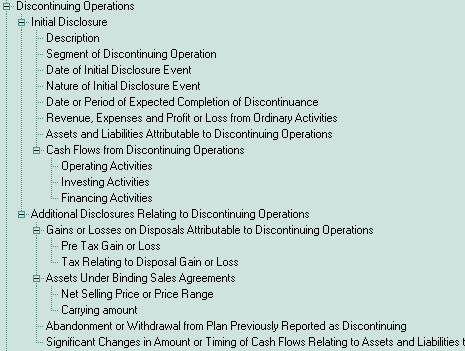 Discontinuing Operations
Initial Disclosure
Description
Segment of Discontinuing Operation
Date of Initial Disclosure Event
Nature of Initial Disclosure Event
Date or Period of Expected Completion of Discontinuance
Revenue, Expenses and Profit or Loss from Ordinary Activities
Assets and Liabilities Attributable to Discontinuing Operations
Cash Flows from Discontinuing Operations
Operating Activities
Investing Activities
Financing Activities
Additional Disclosures Relating to Discontinuing Operations
Gains or Losses on Disposals Attributable to Discontinuing Operations
Pre Tax Gain or Loss
Tax Relating to Disposal Gain or Loss
Assets Under Binding Sales Agreements
Net Selling Price or Price Range
Carrying amount
Abandonment or Withdrawal from Plan Previously Reported as Discontinuing
Significant Changes in Amount or Timing of Cash Flows Relating to Assets and Liabilities